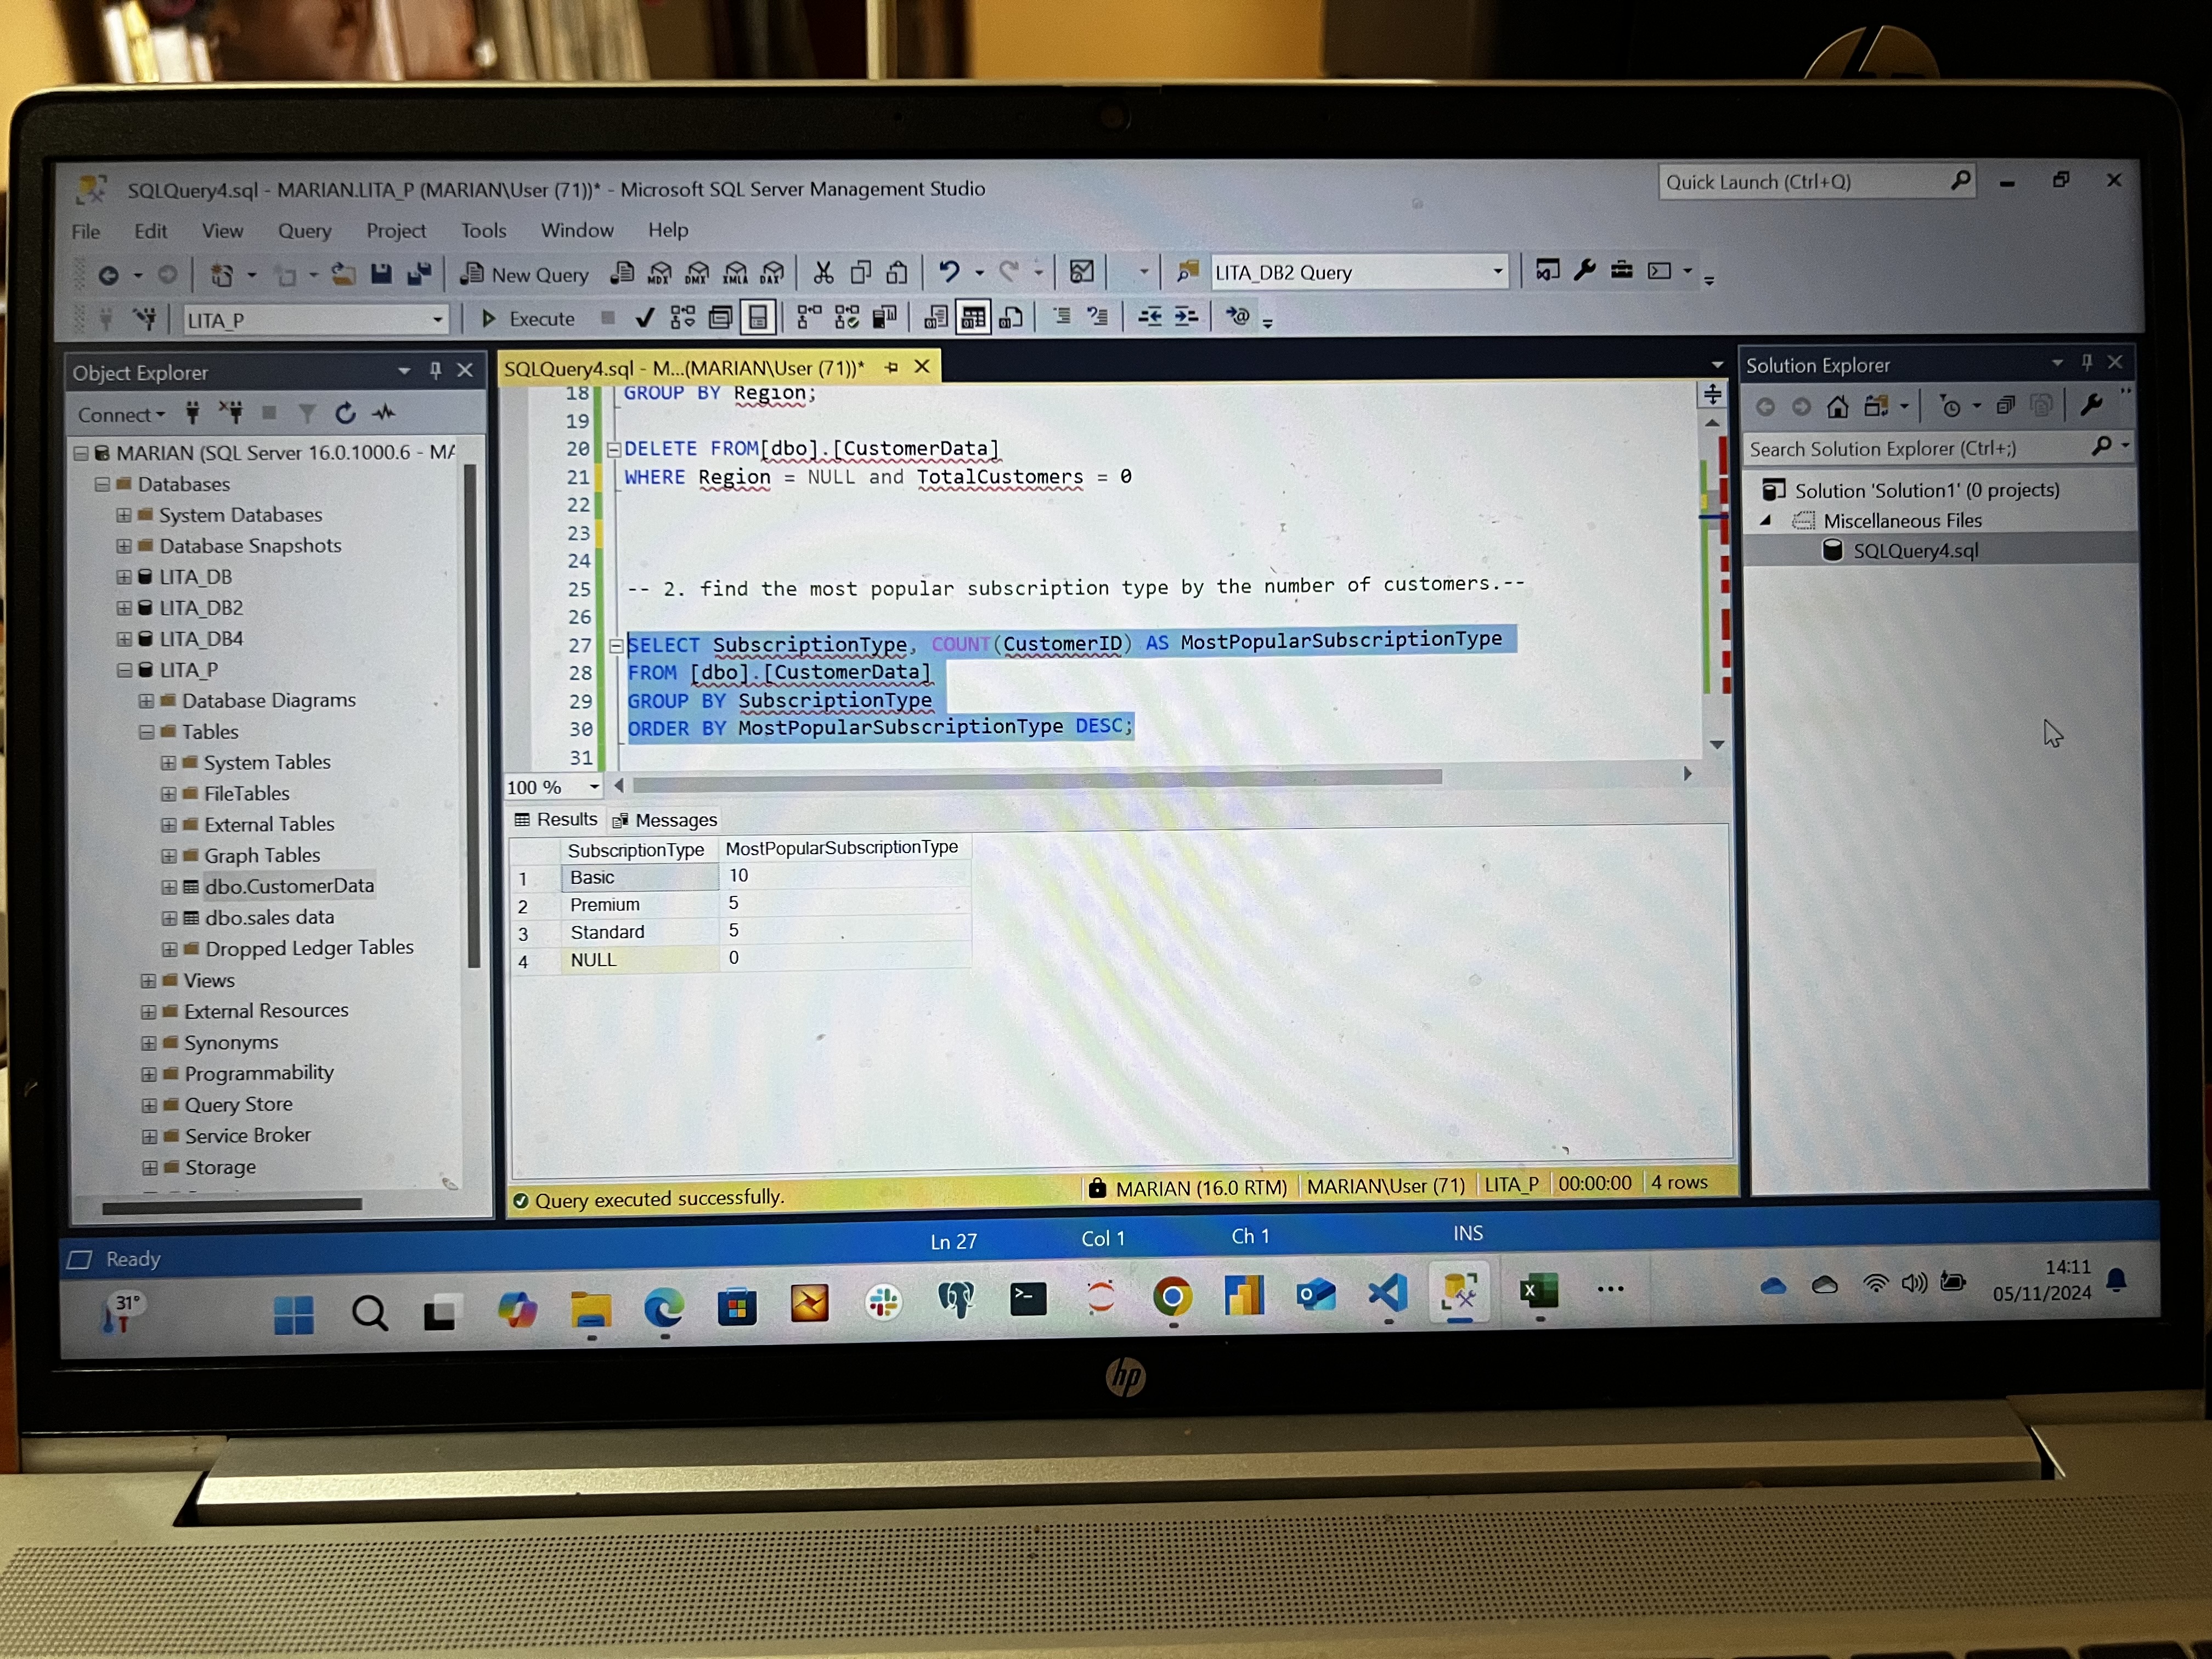 SQLQuery4.sql - MARIAN.LITA_P (MARIAN\User (71))* - Microsoft SQL Server Management Studio
Quick Launch (Ctrl+Q)
File Edit View Query Project Tools Window Help
New Query
MDX DMX XMLA DAX
LITA_DB2 Query
LITA_P
Execute
Object Explorer
Connect
MARIAN (SQL Server 16.0.1000.6 - MA
Databases
System Databases
Database Snapshots
LITA_DB
LITA_DB2
LITA_DB4
LITA_P
Database Diagrams
Tables
System Tables
FileTables
External Tables
Graph Tables
dbo.CustomerData
dbo.sales data
Dropped Ledger Tables
Views
External Resources
Synonyms
Programmability
Query Store
Service Broker
Storage
SQLQuery4.sql - M...(MARIAN\User (71))*
18 GROUP BY Region;
19
20 DELETE FROM[dbo].[CustomerData]
21 WHERE Region = NULL and TotalCustomers = 0
22
23
24
25 -- 2. find the most popular subscription type by the number of customers.--
26
27 SELECT SubscriptionType, COUNT(CustomerID) AS MostPopularSubscriptionType
28 FROM [dbo].[CustomerData]
29 GROUP BY SubscriptionType
30 ORDER BY MostPopularSubscriptionType DESC;
31
100 %
Results Messages
SubscriptionType MostPopularSubscriptionType
1 Basic 10
2 Premium 5
3 Standard 5
4 NULL 0
Query executed successfully. MARIAN (16.0 RTM) MARIAN\User (71) LITA_P 00:00:00 4 rows
Solution Explorer
Search Solution Explorer (Ctrl+;)
Solution 'Solution1' (0 projects)
Miscellaneous Files
SQLQuery4.sql
Ready Ln 27 Col 1 Ch 1 INS
31°
14:11
05/11/2024
hp